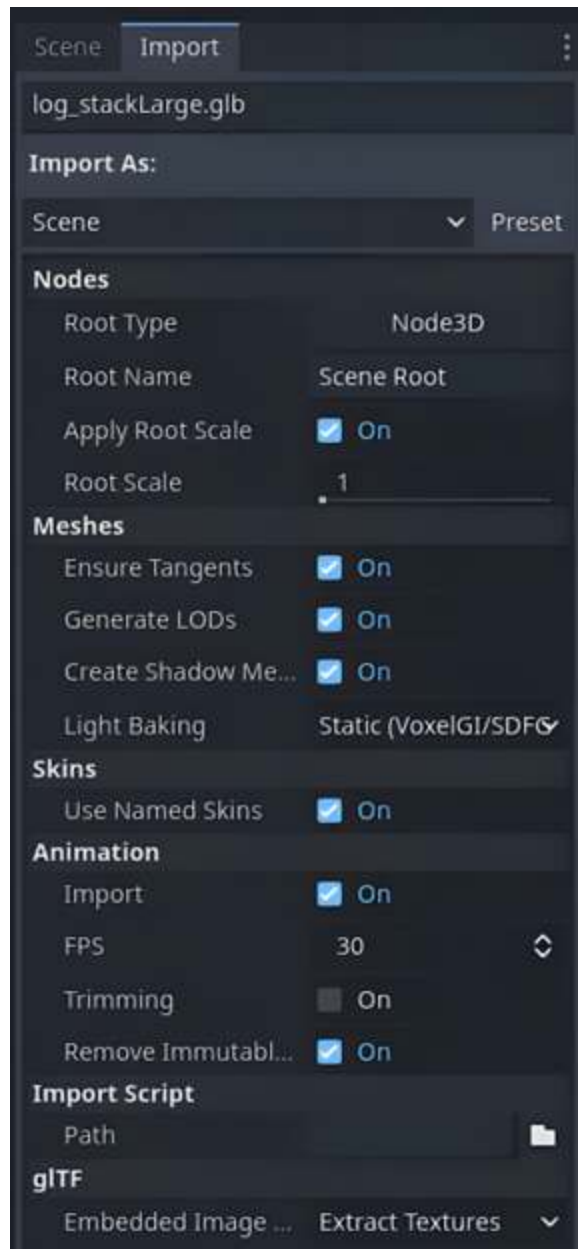 Scene Import
log_stackLarge.glb
Import As:
Scene Preset
Nodes
Root Type Node3D
Root Name Scene Root
Apply Root Scale On
Root Scale 1
Meshes
Ensure Tangents On
Generate LODs On
Create Shadow Me... On
Light Baking Static (VoxelGI/SDFG
Skins
Use Named Skins On
Animation
Import On
FPS 30
Trimming On
Remove Immutabl... On
Import Script
Path
glTF
Embedded Image ... Extract Textures